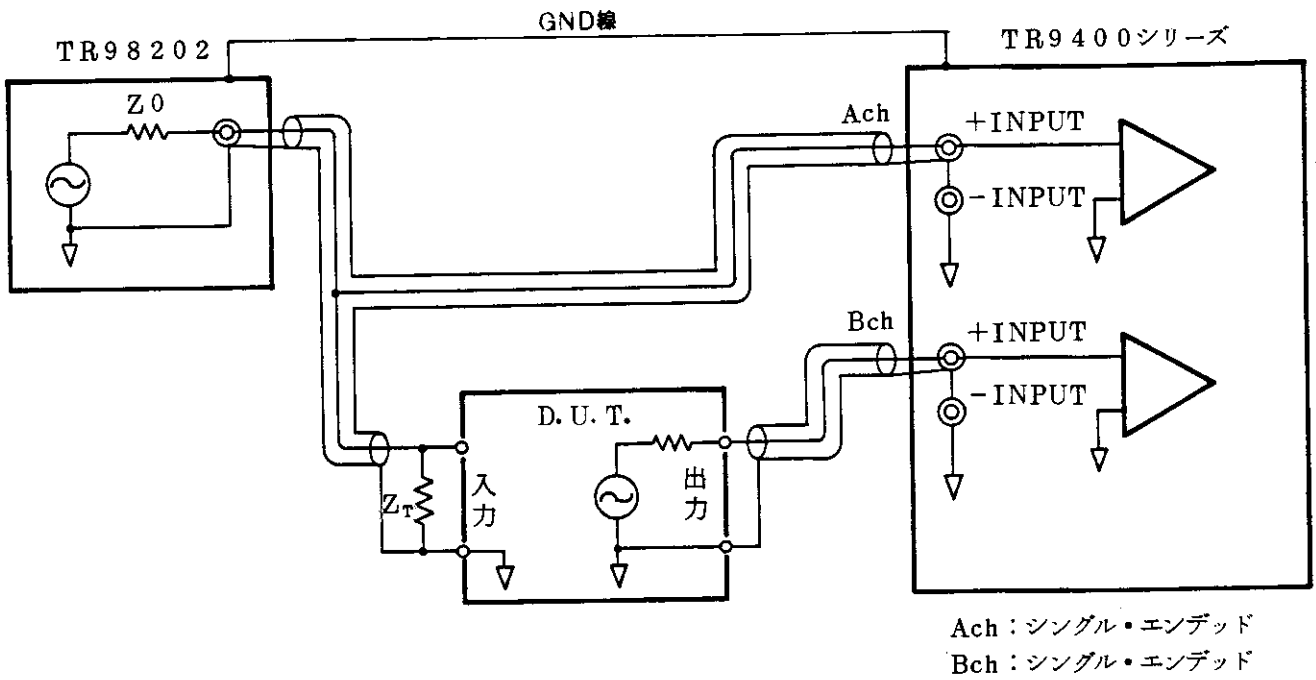 GND線
TR98202
TR9400シリーズ
Z0
Ach
+INPUT
-INPUT
Bch
+INPUT
-INPUT
D.U.T.
入力
出力
ZT
Ach：シングル・エンデッド
Bch：シングル・エンデッド